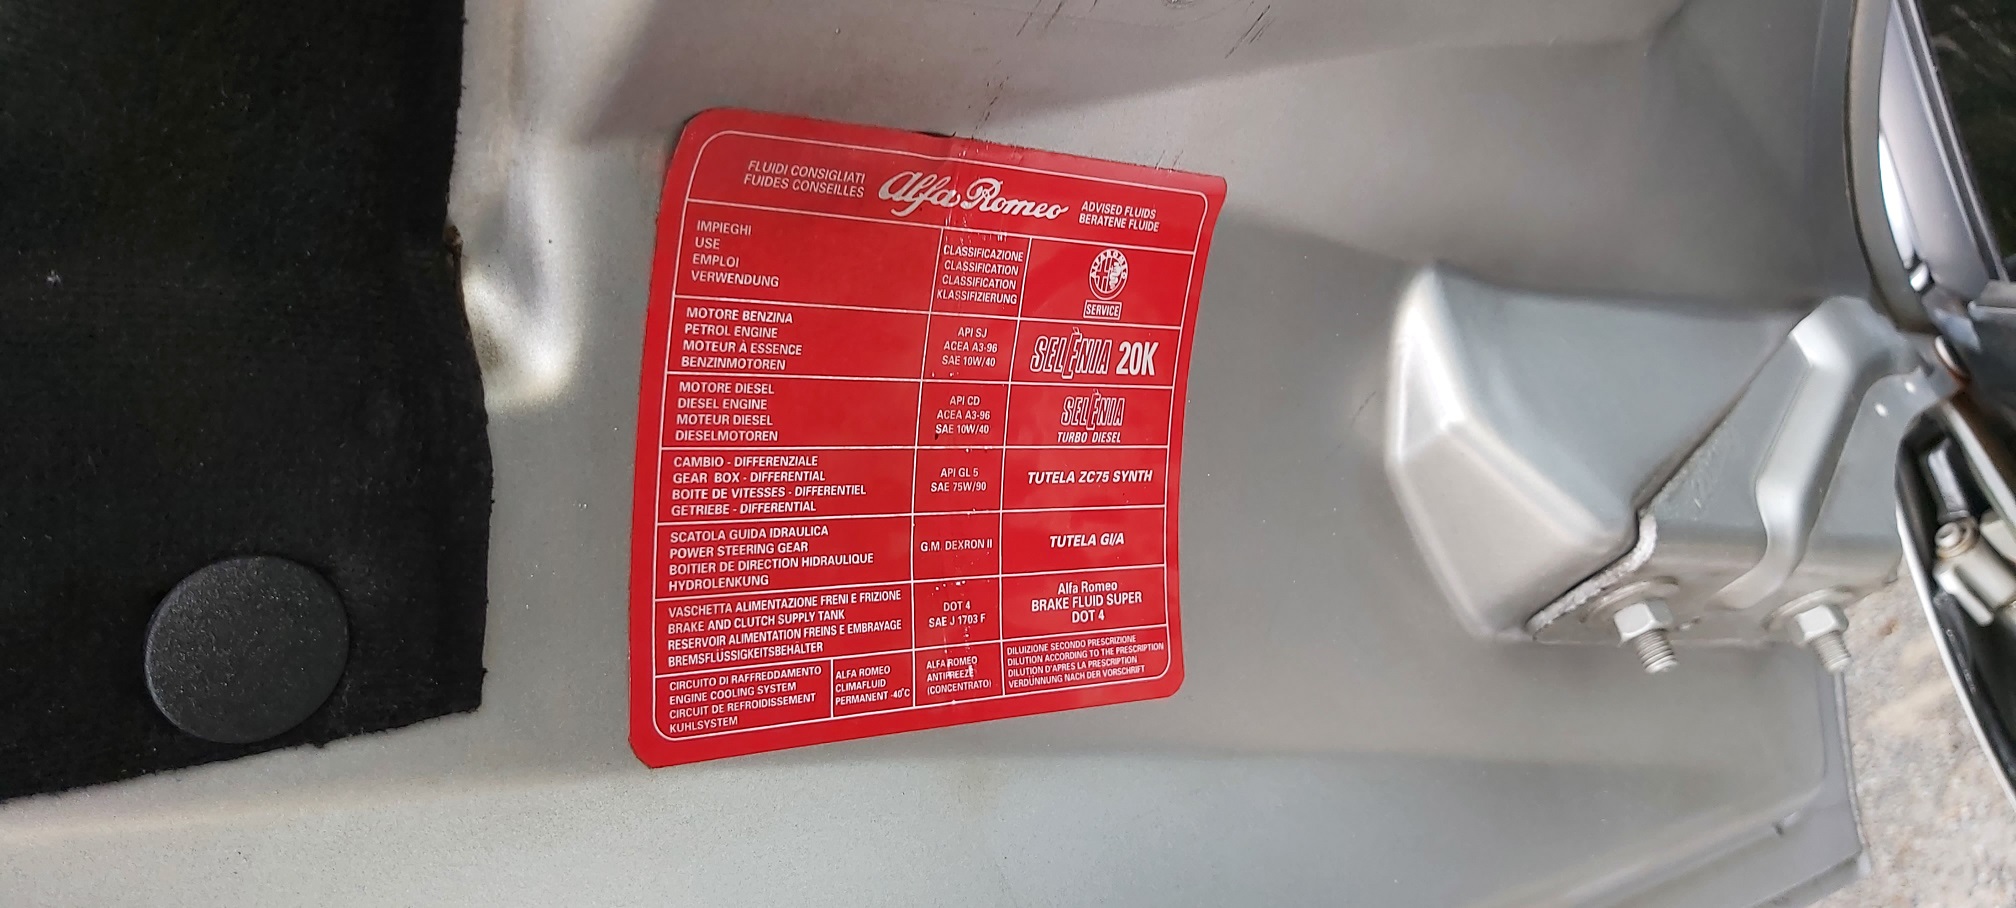 FLUIDI CONSIGLIATI
FUIDES CONSEILLES
Alfa Romeo
ADVISED FLUIDS
BERATENE FLUIDE
IMPIEGHI
USE
EMPLOI
VERWENDUNG
CLASSIFICAZIONE
CLASSIFICATION
CLASSIFICATION
KLASSIFIZIERUNG
ALFA ROMEO
SERVICE
MOTORE BENZINA
PETROL ENGINE
MOTEUR À ESSENCE
BENZINMOTOREN
API SJ
ACEA A3-96
SAE 10W/40
SELÈNIA 20K
MOTORE DIESEL
DIESEL ENGINE
MOTEUR DIESEL
DIESELMOTOREN
API CD
ACEA A3-96
SAE 10W/40
SELÈNIA
TURBO DIESEL
CAMBIO - DIFFERENZIALE
GEAR BOX - DIFFERENTIAL
BOITE DE VITESSES - DIFFERENTIEL
GETRIEBE - DIFFERENTIAL
API GL 5
SAE 75W/90
TUTELA ZC75 SYNTH
SCATOLA GUIDA IDRAULICA
POWER STEERING GEAR
BOITIER DE DIRECTION HIDRAULIQUE
HYDROLENKUNG
G.M. DEXRON II
TUTELA GI/A
VASCHETTA ALIMENTAZIONE FRENI E FRIZIONE
BRAKE AND CLUTCH SUPPLY TANK
RESERVOIR ALIMENTATION FREINS E EMBRAYAGE
BREMSFLÜSSIGKEITSBEHÄLTER
DOT 4
SAE J 1703 F
Alfa Romeo
BRAKE FLUID SUPER
DOT 4
CIRCUITO DI RAFFREDDAMENTO
ENGINE COOLING SYSTEM
CIRCUIT DE REFROIDISSEMENT
KUHLSYSTEM
ALFA ROMEO
CLIMAFLUID
PERMANENT -40°C
ALFA ROMEO
ANTIFREEZE
(CONCENTRATO)
DILUIZIONE SECONDO PRESCRIZIONE
DILUTION ACCORDING TO THE PRESCRIPTION
DILUTION D'APRES LA PRESCRIPTION
VERDÜNNUNG NACH DER VORSCHRIFT